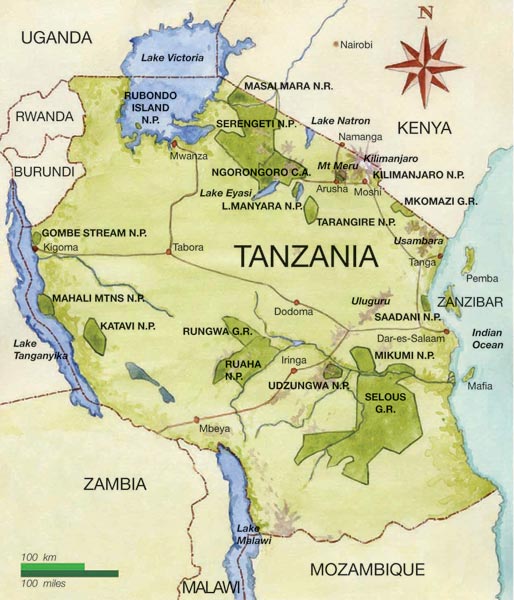 N
UGANDA
Lake Victoria
Nairobi
MASAI MARA N.R.
RUBONDO
ISLAND
N.P.
RWANDA
SERENGETI N.P.
Lake Natron
KENYA
Namanga
Mwanza
Kilimanjaro
Mt Meru
BURUNDI
NGORONGORO C.A.
KILIMANJARO N.P.
Lake Eyasi
Arusha
Moshi
L.MANYARA N.P.
MKOMAZI G.R.
TARANGIRE N.P.
GOMBE STREAM N.P.
Usambara
Kigoma
Tabora
TANZANIA
Tanga
Pemba
MAHALI MTNS N.P.
Uluguru
ZANZIBAR
Dodoma
SAADANI N.P.
KATAVI N.P.
RUNGWA G.R.
Dar-es-Salaam
Indian
Ocean
Lake
Tanganyika
Iringa
MIKUMI N.P.
RUAHA
N.P.
UDZUNGWA N.P.
Mafia
SELOUS
G.R.
Mbeya
ZAMBIA
Lake
Malawi
100 km
100 miles
MALAWI
MOZAMBIQUE